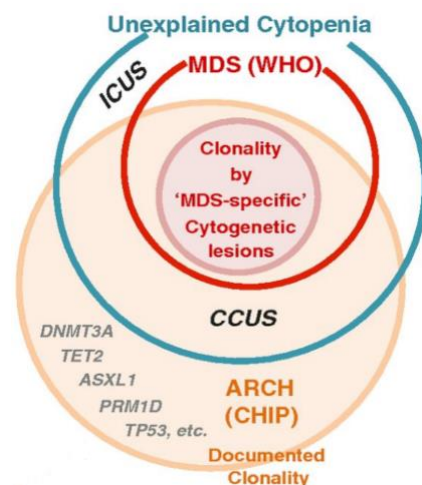 Unexplained Cytopenia
MDS (WHO)
ICUS
Clonality
by
'MDS-specific'
Cytogenetic
lesions
CCUS
DNMT3A
TET2
ASXL1
PRM1D
TP53, etc.
ARCH
(CHIP)
Documented
Clonality